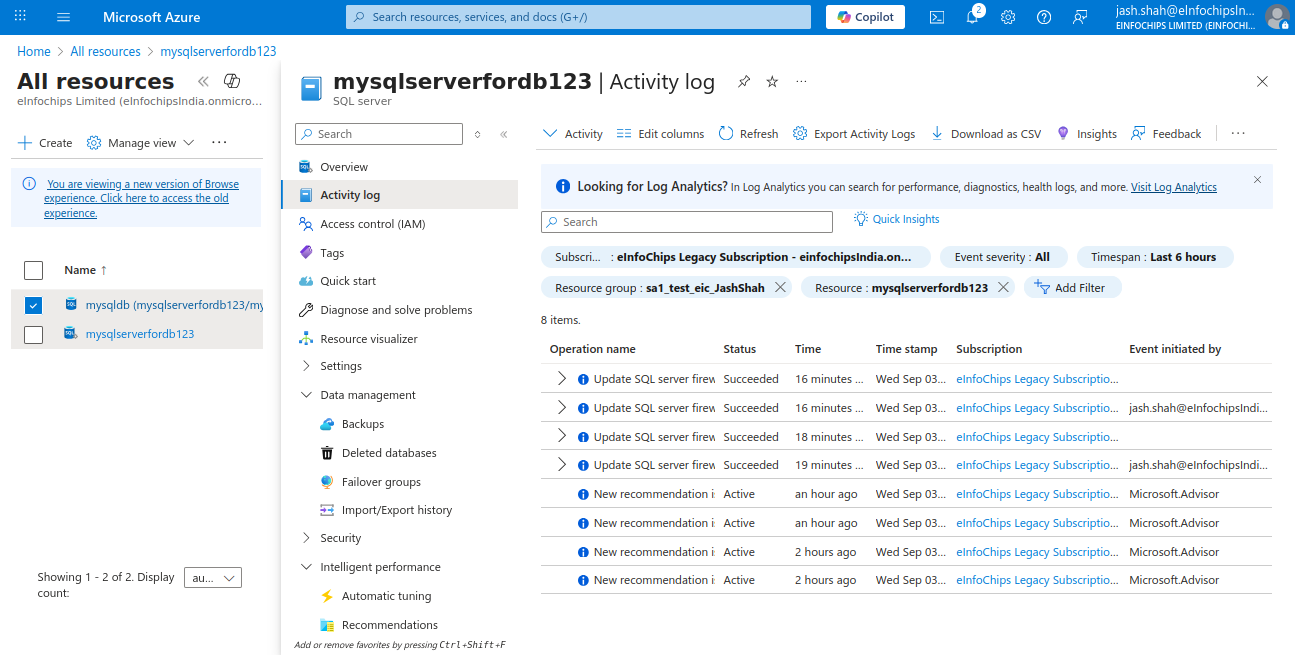 Microsoft Azure
Search resources, services, and docs (G+/)
Copilot
2
jash.shah@eInfochipsIn...
EINFOCHIPS LIMITED (EINFOCHI...
Home > All resources > mysqlserverfordb123
All resources
eInfochips Limited (eInfochipsIndia.onmicro...
Create
Manage view
...
You are viewing a new version of Browse
experience. Click here to access the old
experience.
Name ↑
mysqldb (mysqlserverfordb123/my
mysqlserverfordb123
Showing 1 - 2 of 2. Display
count:
au...
mysqlserverfordb123 | Activity log
...
SQL server
Search
Overview
Activity log
Access control (IAM)
Tags
Quick start
Diagnose and solve problems
Resource visualizer
Settings
Data management
Backups
Deleted databases
Failover groups
Import/Export history
Security
Intelligent performance
Automatic tuning
Recommendations
Add or remove favorites by pressing Ctrl+Shift+F
Activity
Edit columns
Refresh
Export Activity Logs
Download as CSV
Insights
Feedback
...
Looking for Log Analytics? In Log Analytics you can search for performance, diagnostics, health logs, and more. Visit Log Analytics
Search
Quick Insights
Subscri... : eInfoChips Legacy Subscription - einfochipsIndia.on...
Event severity : All
Timespan : Last 6 hours
Resource group : sa1_test_eic_JashShah
Resource : mysqlserverfordb123
Add Filter
8 items.
Operation name Status Time Time stamp Subscription Event initiated by
Update SQL server firew Succeeded 16 minutes ... Wed Sep 03... eInfoChips Legacy Subscriptio...
Update SQL server firew Succeeded 16 minutes ... Wed Sep 03... eInfoChips Legacy Subscriptio... jash.shah@eInfochipsIndi...
Update SQL server firew Succeeded 18 minutes ... Wed Sep 03... eInfoChips Legacy Subscriptio...
Update SQL server firew Succeeded 19 minutes ... Wed Sep 03... eInfoChips Legacy Subscriptio... jash.shah@eInfochipsIndi...
New recommendation i Active an hour ago Wed Sep 03... eInfoChips Legacy Subscriptio... Microsoft.Advisor
New recommendation i Active an hour ago Wed Sep 03... eInfoChips Legacy Subscriptio... Microsoft.Advisor
New recommendation i Active 2 hours ago Wed Sep 03... eInfoChips Legacy Subscriptio... Microsoft.Advisor
New recommendation i Active 2 hours ago Wed Sep 03... eInfoChips Legacy Subscriptio... Microsoft.Advisor